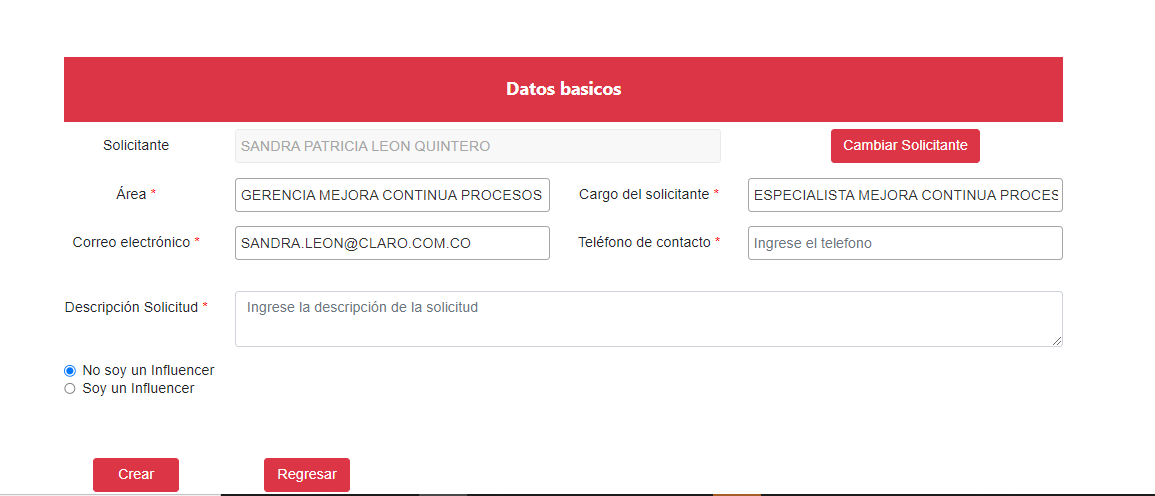 Datos basicos
Solicitante SANDRA PATRICIA LEON QUINTERO Cambiar Solicitante
Área * GERENCIA MEJORA CONTINUA PROCESOS Cargo del solicitante * ESPECIALISTA MEJORA CONTINUA PROCES
Correo electrónico * SANDRA.LEON@CLARO.COM.CO Teléfono de contacto * Ingrese el telefono
Descripción Solicitud * Ingrese la descripción de la solicitud
No soy un Influencer
Soy un Influencer
Crear Regresar